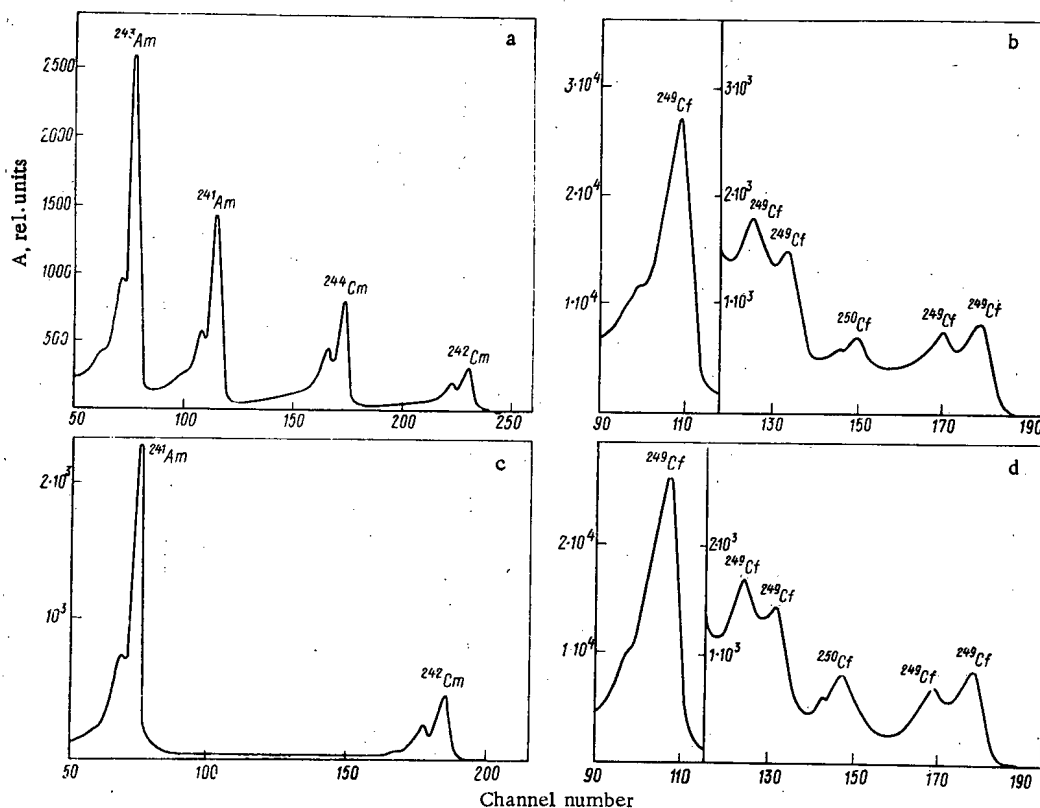 a
²⁴³Am
²⁴¹Am
²⁴⁴Cm
²⁴²Cm
2500
2000
1500
1000
500
50 100 150 200 250
A, rel. units
b
²⁴⁹Cf
²⁴⁹Cf
²⁴⁹Cf
²⁵⁰Cf
²⁴⁹Cf
²⁴⁹Cf
3·10⁴
2·10⁴
1·10⁴
3·10³
2·10³
1·10³
90 110 130 150 170 190
c
²⁴¹Am
²⁴²Cm
2·10³
10³
50 100 150 200
d
²⁴⁹Cf
²⁴⁹Cf
²⁴⁹Cf
²⁵⁰Cf
²⁴⁹Cf
²⁴⁹Cf
2·10⁴
1·10⁴
2·10³
1·10³
90 110 130 150 170 190
Channel number